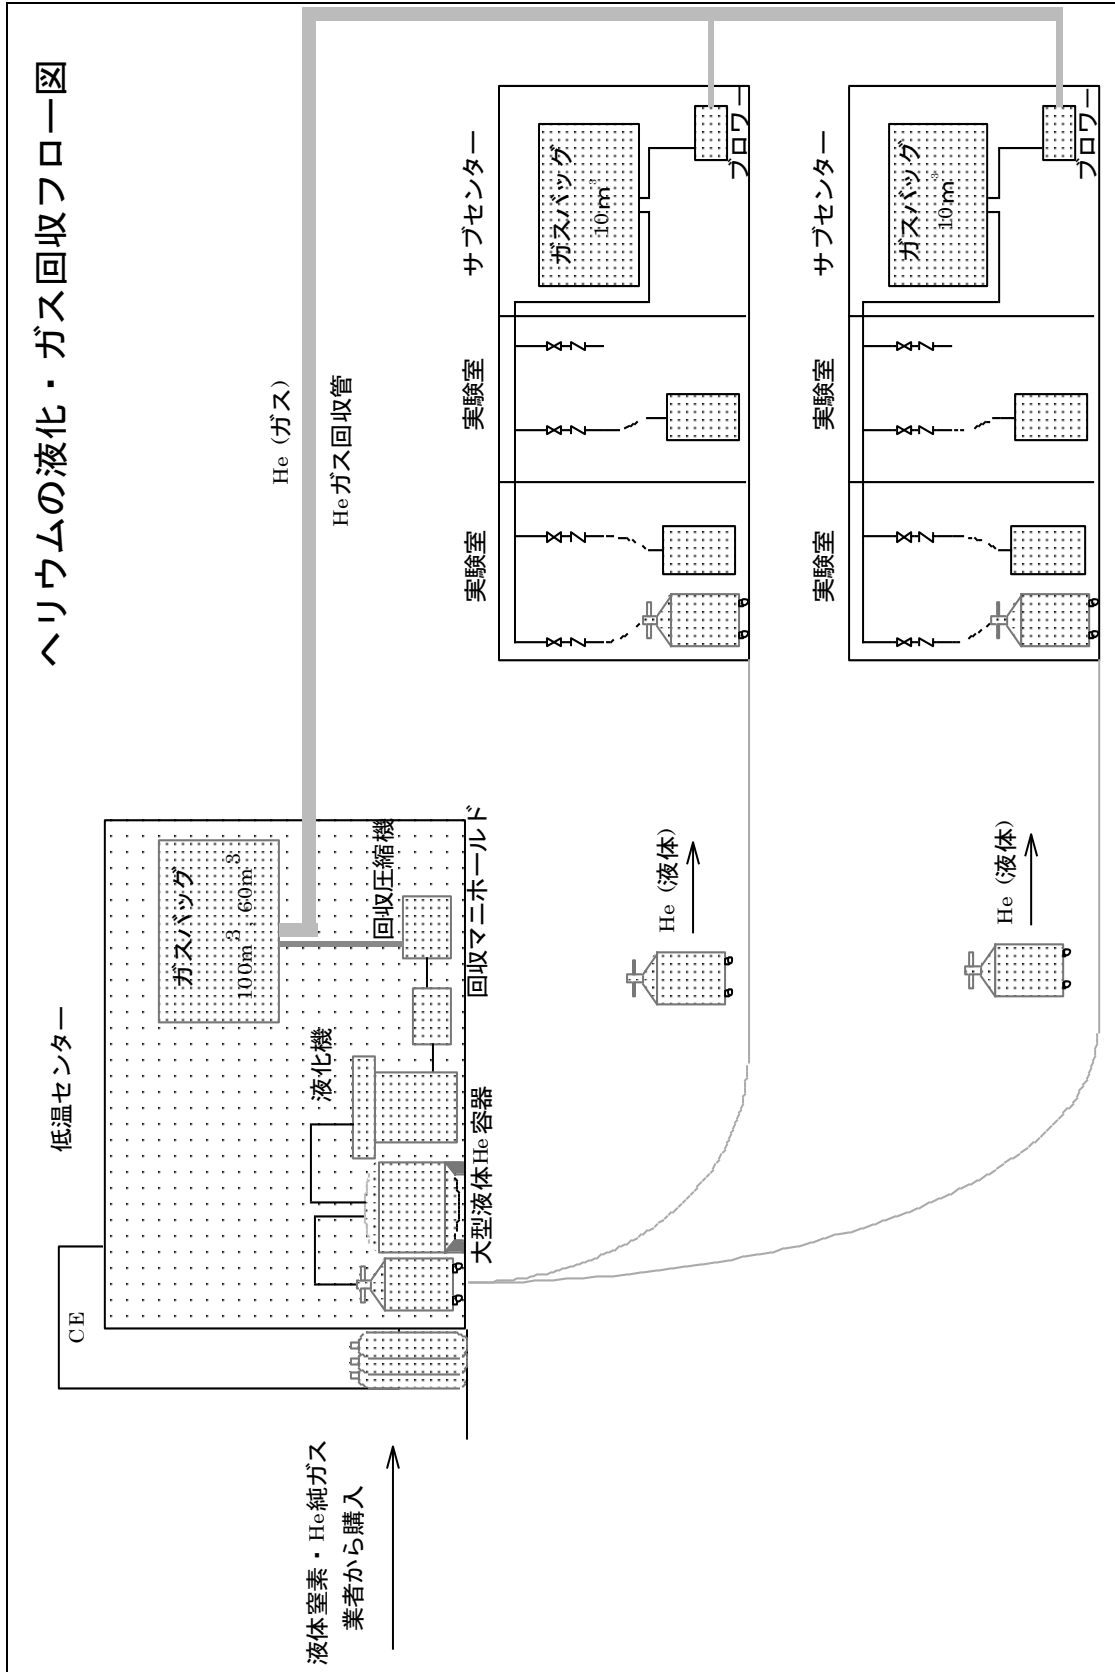 ヘリウムの液化・ガス回収フロー図
He (ガス)
Heガス回収管
低温センター
ガスバッグ
100m3, 60m3
回収圧縮機
回収マニホールド
液化機
大型液体He容器
CE
液体窒素・He純ガス
業者から購入
He (液体)
He (液体)
サブセンター
実験室
実験室
ガスバッグ
10m3
ブロワー
サブセンター
実験室
実験室
ガスバッグ
10m3
ブロワー